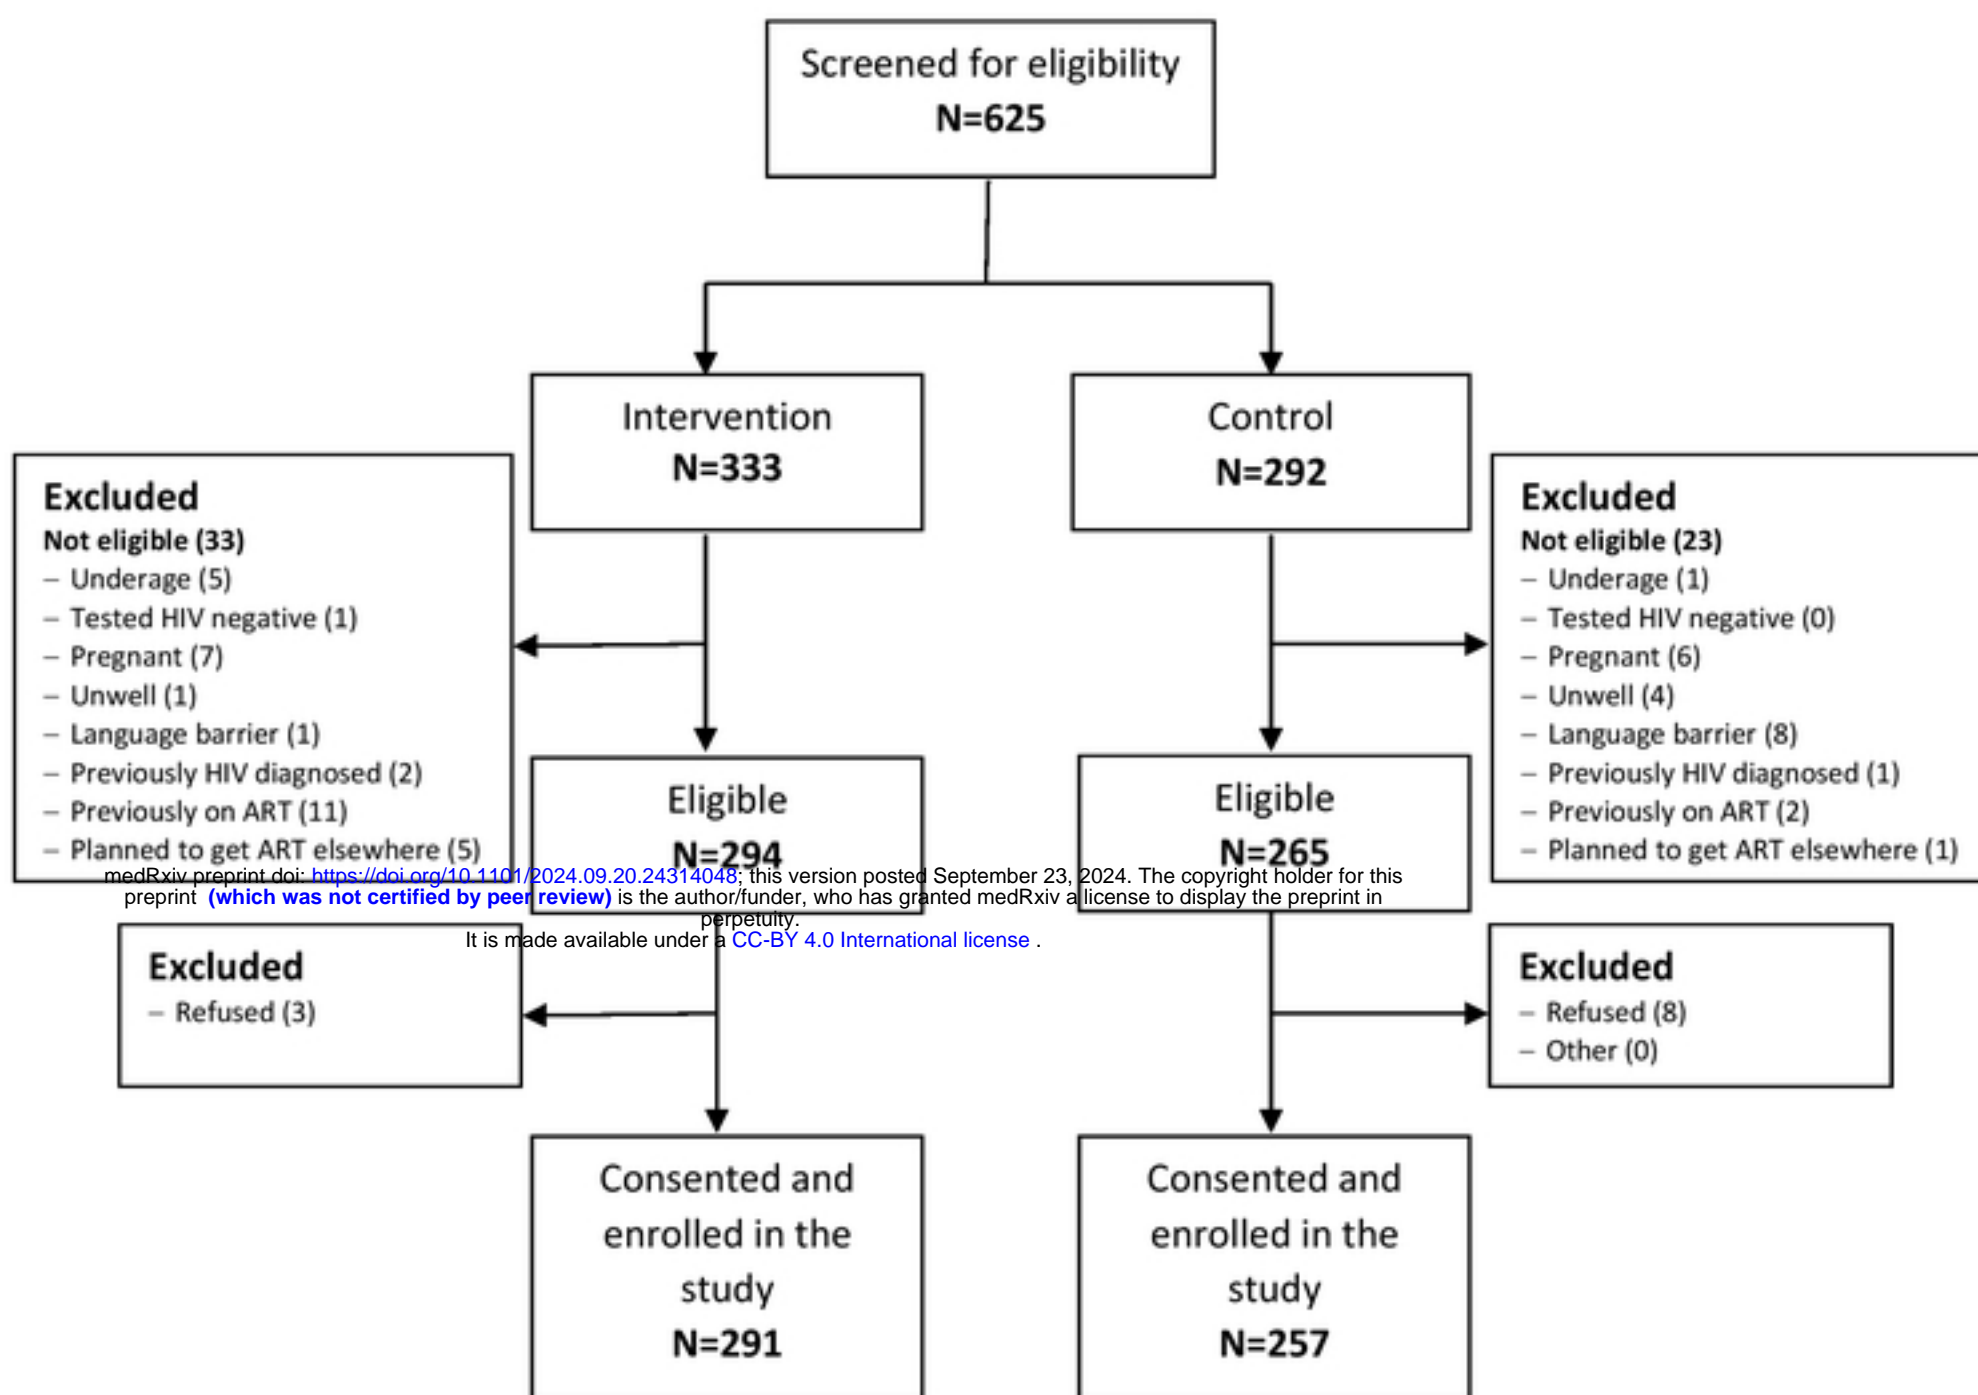 Screened for eligibility
N=625
Intervention
N=333
Control
N=292
Excluded
Not eligible (33)
– Underage (5)
– Tested HIV negative (1)
– Pregnant (7)
– Unwell (1)
– Language barrier (1)
– Previously HIV diagnosed (2)
– Previously on ART (11)
– Planned to get ART elsewhere (5)
Excluded
Not eligible (23)
– Underage (1)
– Tested HIV negative (0)
– Pregnant (6)
– Unwell (4)
– Language barrier (8)
– Previously HIV diagnosed (1)
– Previously on ART (2)
– Planned to get ART elsewhere (1)
Eligible
N=294
Eligible
N=265
medRxiv preprint doi: https://doi.org/10.1101/2024.09.20.24314048; this version posted September 23, 2024. The copyright holder for this
preprint (which was not certified by peer review) is the author/funder, who has granted medRxiv a license to display the preprint in
perpetuity.
It is made available under a CC-BY 4.0 International license .
Excluded
– Refused (3)
Excluded
– Refused (8)
– Other (0)
Consented and
enrolled in the
study
N=291
Consented and
enrolled in the
study
N=257